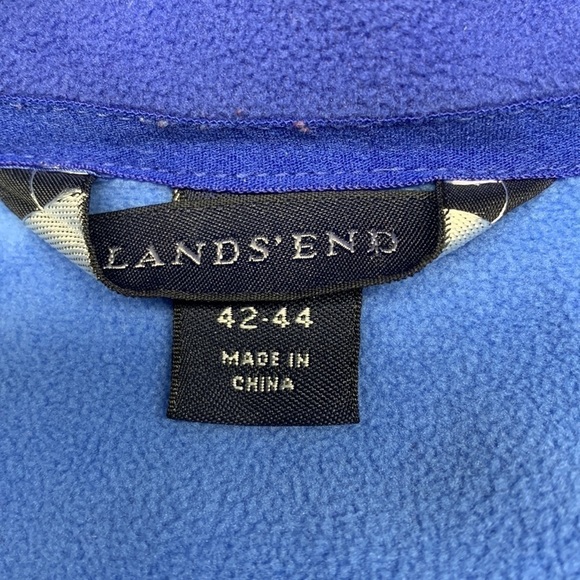 LANDS' END
42-44
MADE IN
CHINA